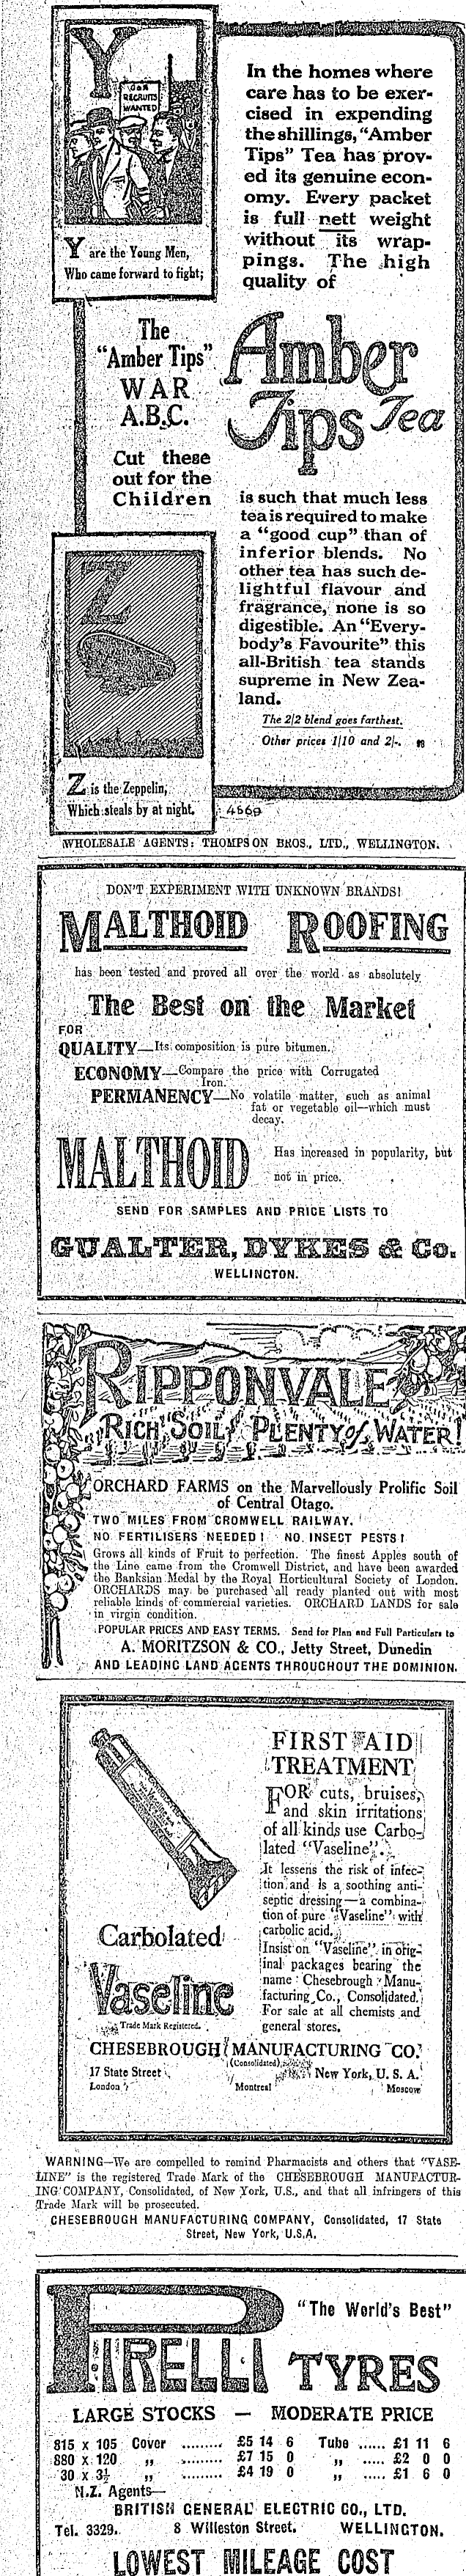 Y
G&R
RECRUITS
WANTED
Y are the Young Men,
Who came forward to fight;
The
"Amber Tips"
WAR
A.B.C.
Cut these
out for the
Children
Z
Z is the Zeppelin,
Which steals by at night.
In the homes where
care has to be exer-
cised in expending
the shillings, "Amber
Tips" Tea has prov-
ed its genuine econ-
omy. Every packet
is full nett weight
without its wrap-
pings. The high
quality of
Amber
Tips Tea
is such that much less
tea is required to make
a "good cup" than of
inferior blends. No
other tea has such de-
lightful flavour and
fragrance, none is so
digestible. An "Every-
body's Favourite" this
all-British tea stands
supreme in New Zea-
land.
The 2/2 blend goes farthest.
Other prices 1/10 and 2/-.
4569
WHOLESALE AGENTS: THOMPSON BROS., LTD., WELLINGTON.
DON'T EXPERIMENT WITH UNKNOWN BRANDS!
MALTHOID ROOFING
has been tested and proved all over the world as absolutely
The Best on the Market
FOR
QUALITY—Its composition is pure bitumen.
ECONOMY—Compare the price with Corrugated
Iron.
PERMANENCY—No volatile matter, such as animal
fat or vegetable oil—which must
decay.
MALTHOID
Has increased in popularity, but
not in price.
SEND FOR SAMPLES AND PRICE LISTS TO
GUALTER, DYKES & Co.
WELLINGTON.
RIPPONVALE
RICH SOIL! PLENTY of WATER!
ORCHARD FARMS on the Marvellously Prolific Soil
of Central Otago.
TWO MILES FROM CROMWELL RAILWAY.
NO FERTILISERS NEEDED! NO INSECT PESTS!
Grows all kinds of Fruit to perfection. The finest Apples south of
the Line came from the Cromwell District, and have been awarded
the Banksian Medal by the Royal Horticultural Society of London.
ORCHARDS may be purchased all ready planted out with most
reliable kinds of commercial varieties. ORCHARD LANDS for sale
in virgin condition.
POPULAR PRICES AND EASY TERMS. Send for Plan and Full Particulars to
A. MORITZSON & CO., Jetty Street, Dunedin
AND LEADING LAND AGENTS THROUGHOUT THE DOMINION.
FIRST AID
TREATMENT
FOR cuts, bruises,
and skin irritations
of all kinds use Carbo-
lated "Vaseline".
It lessens the risk of infec-
tion and is a soothing anti-
septic dressing—a combina-
tion of pure "Vaseline" with
carbolic acid.
Insist on "Vaseline" in orig-
inal packages bearing the
name Chesebrough Manu-
facturing Co., Consolidated.
For sale at all chemists and
general stores.
Carbolated
Vaseline
Trade Mark Registered.
CHESEBROUGH MANUFACTURING CO.
(Consolidated)
17 State Street New York, U. S. A.
London Montreal Moscow
WARNING—We are compelled to remind Pharmacists and others that "VASE-
LINE" is the registered Trade Mark of the CHESEBROUGH MANUFACTUR-
ING COMPANY, Consolidated, of New York, U.S., and that all infringers of this
Trade Mark will be prosecuted.
CHESEBROUGH MANUFACTURING COMPANY, Consolidated, 17 State
Street, New York, U.S.A.
PIRELLI
"The World's Best"
TYRES
LARGE STOCKS — MODERATE PRICE
815 x 105 Cover ......... £5 14 6 Tube ...... £1 11 6
880 x 120 ,, ......... £7 15 0 ,, ..... £2 0 0
30 x 3½ ,, ......... £4 19 0 ,, ..... £1 6 0
N.Z. Agents—
BRITISH GENERAL ELECTRIC CO., LTD.
Tel. 3329. 8 Willeston Street. WELLINGTON.
LOWEST MILEAGE COST